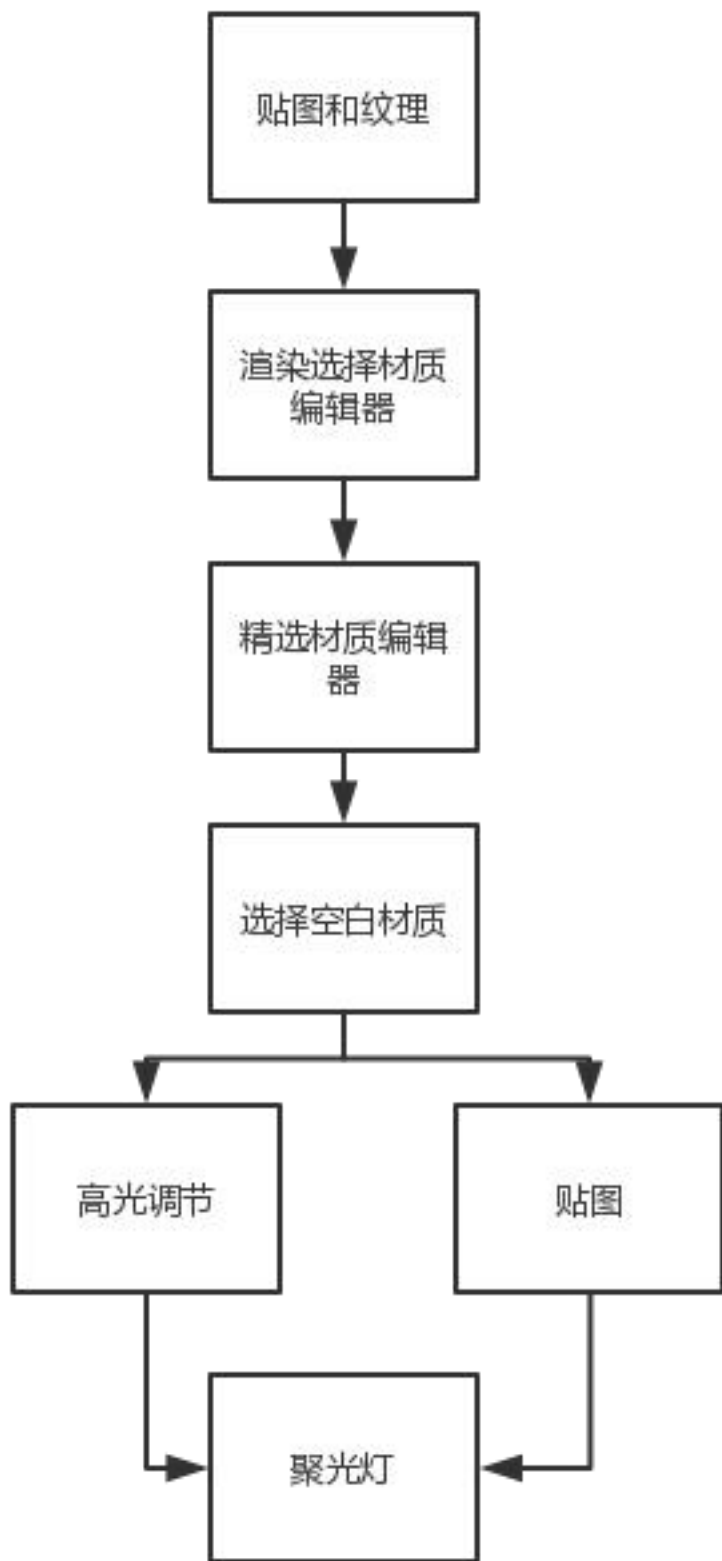 贴图和纹理
渲染选择材质
编辑器
精选材质编辑
器
选择空白材质
高光调节
贴图
聚光灯